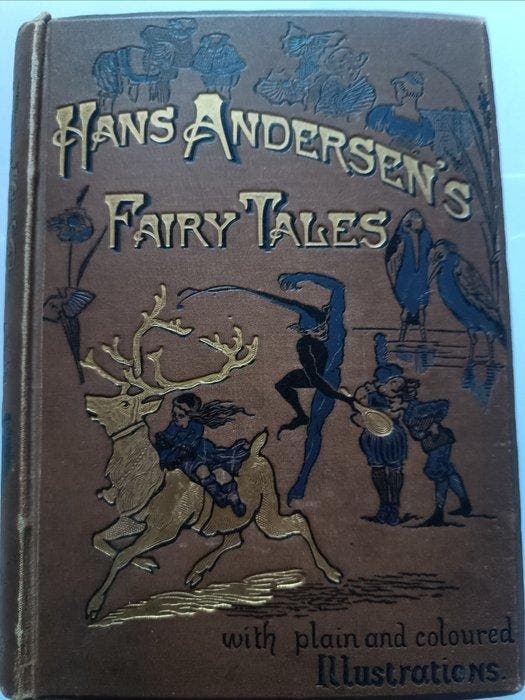 HANS ANDERSEN'S
FAIRY TALES
with plain and coloured
Illustrations.